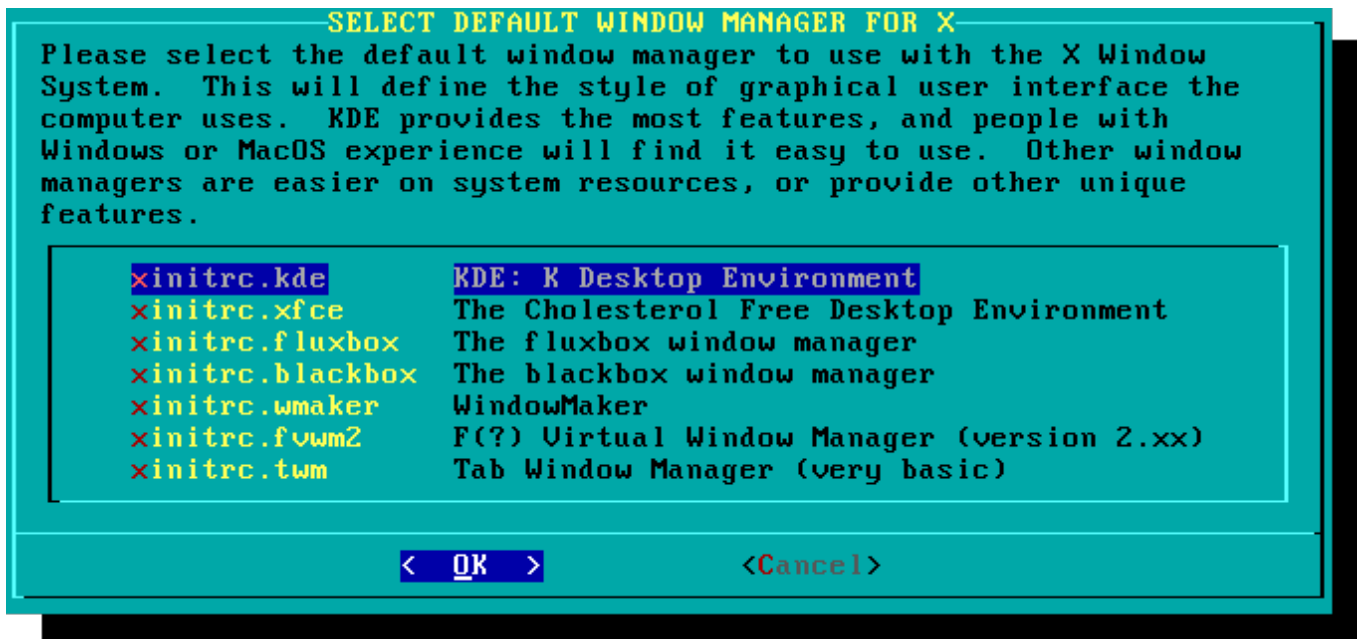 SELECT DEFAULT WINDOW MANAGER FOR X
Please select the default window manager to use with the X Window
System.  This will define the style of graphical user interface the
computer uses.  KDE provides the most features, and people with
Windows or MacOS experience will find it easy to use.  Other window
managers are easier on system resources, or provide other unique
features.
xinitrc.kde KDE: K Desktop Environment
xinitrc.xfce The Cholesterol Free Desktop Environment
xinitrc.fluxbox The fluxbox window manager
xinitrc.blackbox The blackbox window manager
xinitrc.wmaker WindowMaker
xinitrc.fvwm2 F(?) Virtual Window Manager (version 2.xx)
xinitrc.twm Tab Window Manager (very basic)
< OK > <Cancel>